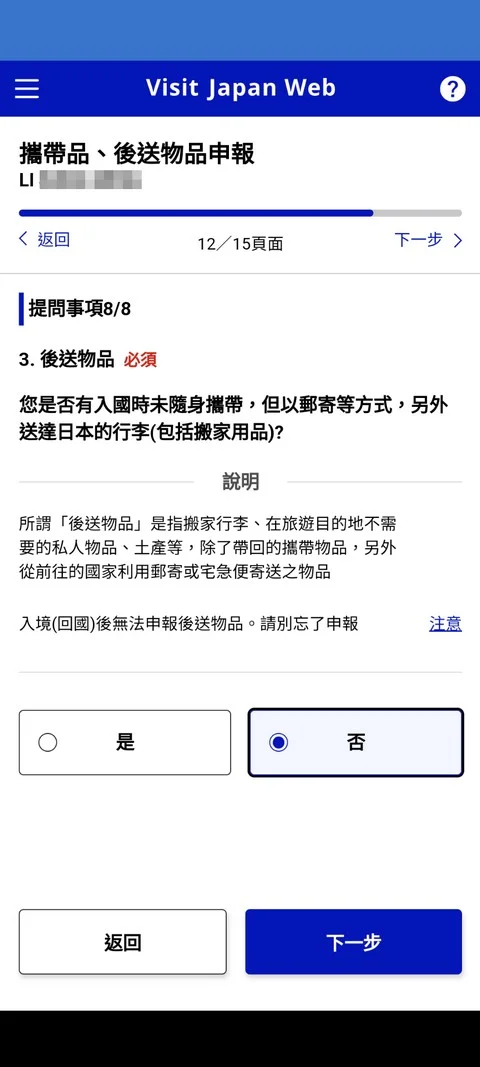 Visit Japan Web
?
攜帶品、後送物品申報
LI
返回
12／15頁面
下一步
提問事項8/8
3. 後送物品 必須
您是否有入國時未隨身攜帶，但以郵寄等方式，另外
送達日本的行李(包括搬家用品)?
說明
所謂「後送物品」是指搬家行李、在旅遊目的地不需
要的私人物品、土產等，除了帶回的攜帶物品，另外
從前往的國家利用郵寄或宅急便寄送之物品
入境(回國)後無法申報後送物品。請別忘了申報 注意
是
否
返回
下一步